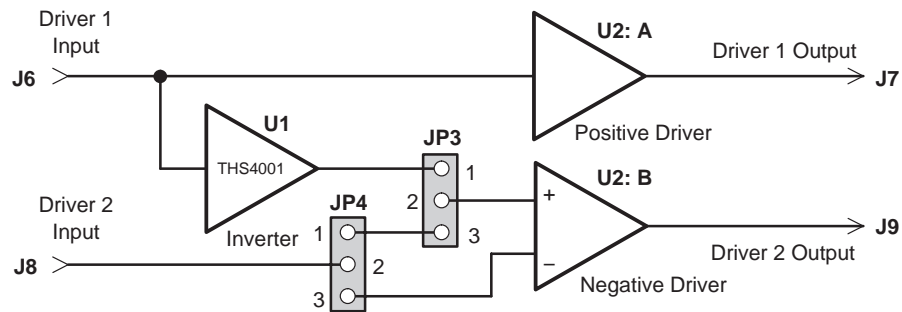 Driver 1
Input
J6
U2: A
Driver 1 Output
J7
Positive Driver
U1
THS4001
Inverter
JP3
1
2
3
Driver 2
Input
J8
JP4
1
2
3
U2: B
+
–
Driver 2 Output
J9
Negative Driver